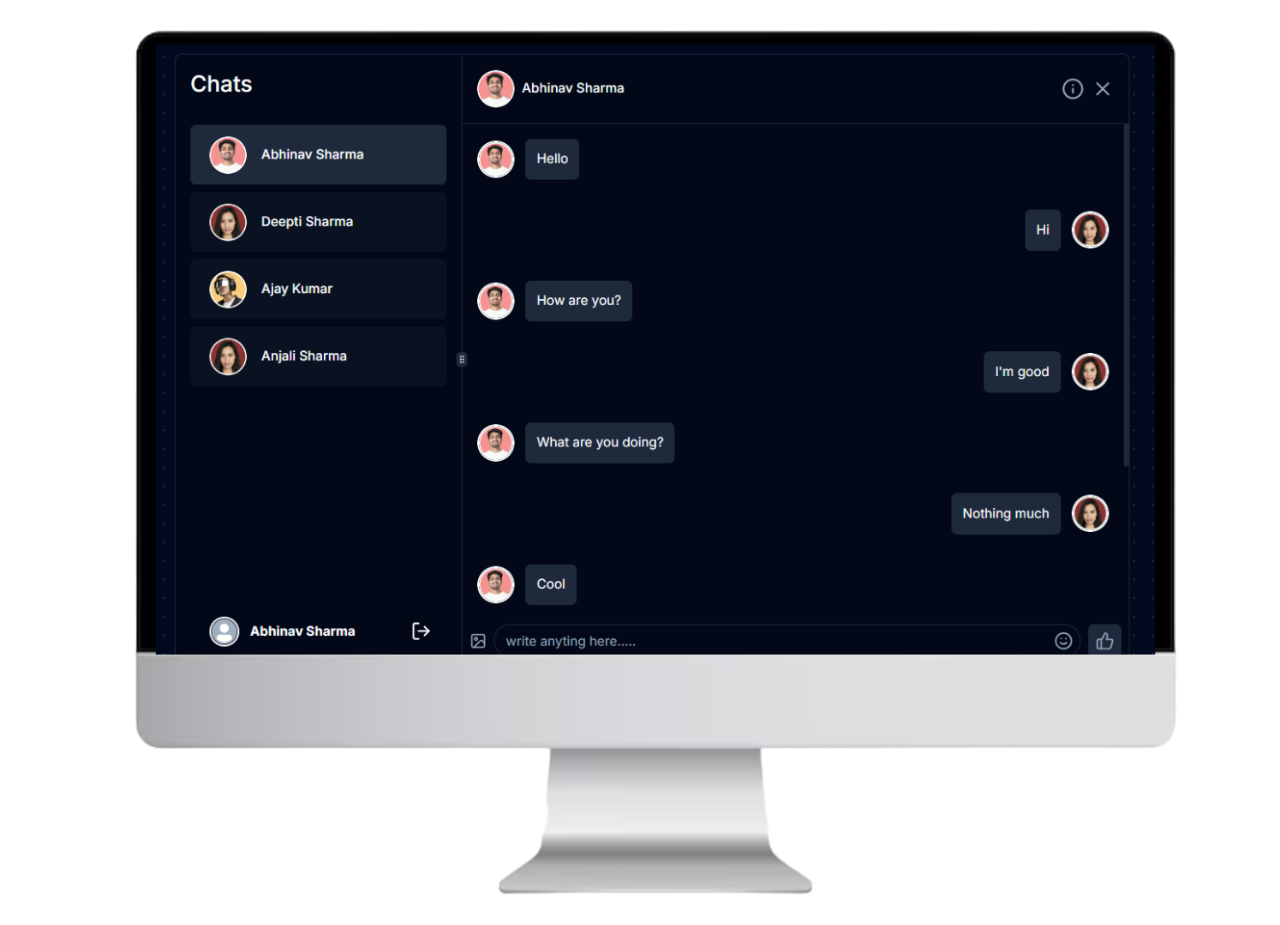 Chats
Abhinav Sharma
Deepti Sharma
Ajay Kumar
Anjali Sharma
Abhinav Sharma
Abhinav Sharma
Hello
Hi
How are you?
I'm good
What are you doing?
Nothing much
Cool
write anyting here.....